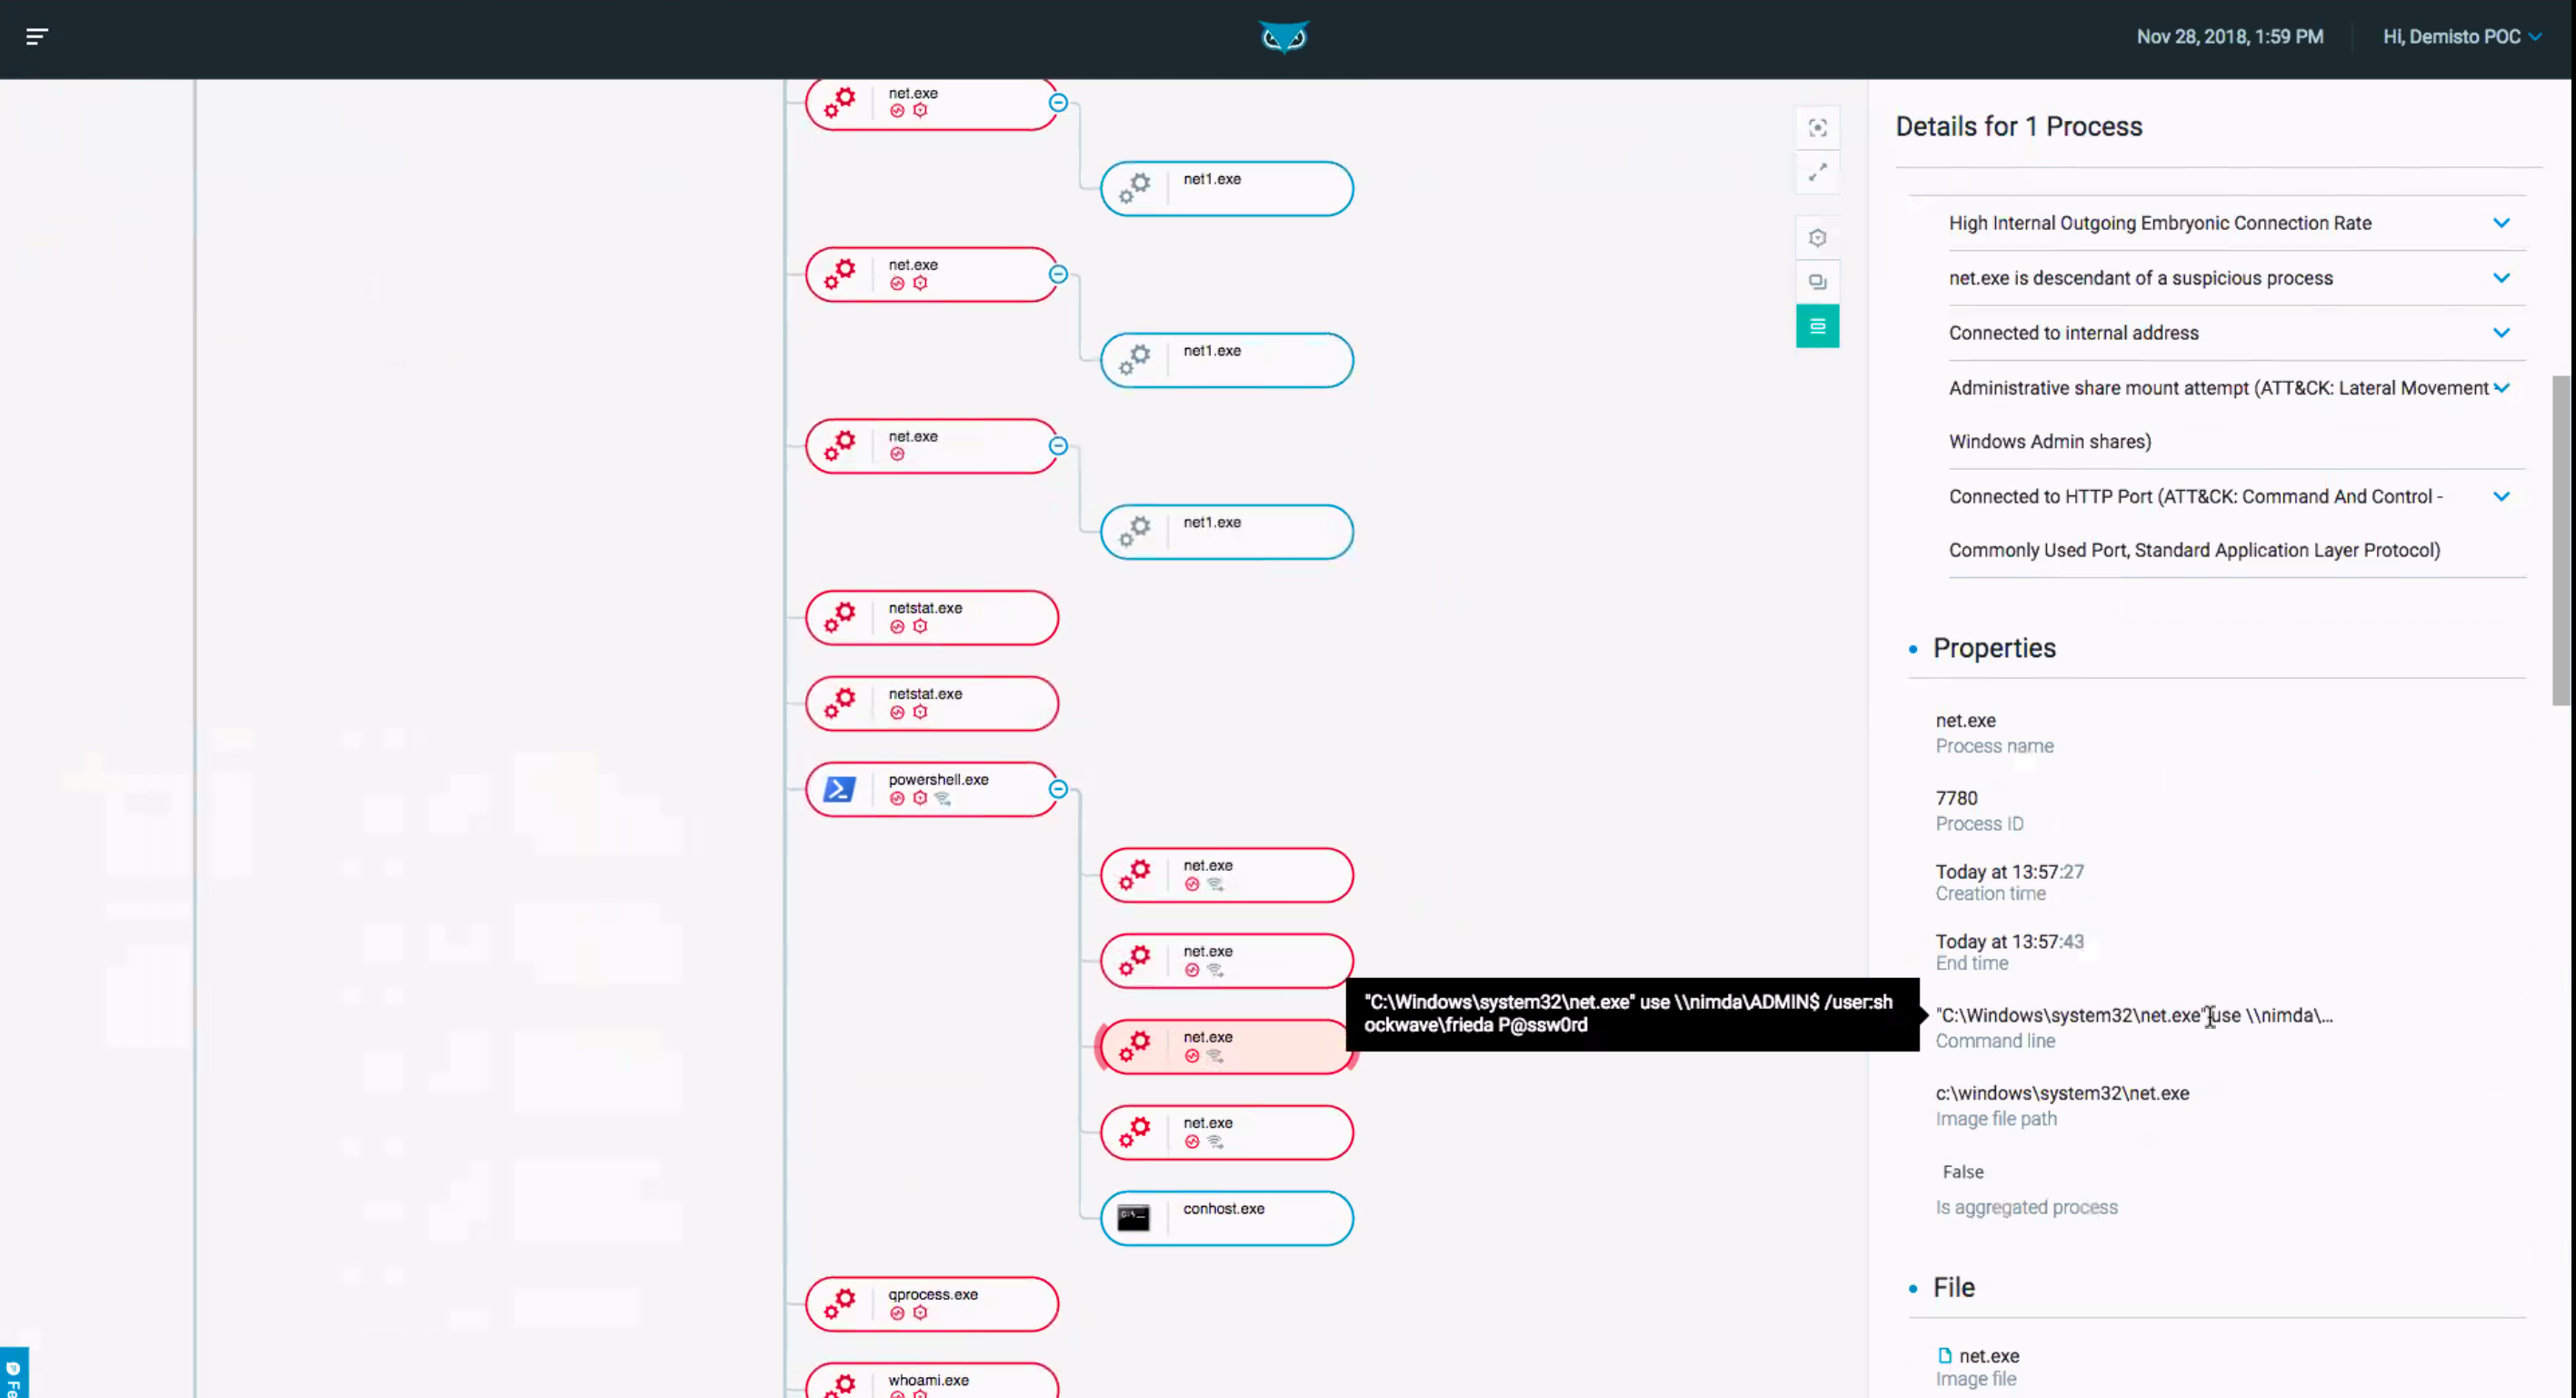 Nov 28, 2018, 1:59 PM
Hi, Demisto POC
net.exe
net1.exe
net.exe
net1.exe
net.exe
net1.exe
netstat.exe
netstat.exe
powershell.exe
net.exe
net.exe
net.exe
net.exe
conhost.exe
qprocess.exe
whoami.exe
"C:\Windows\system32\net.exe" use \\nimda\ADMIN$ /user:sh
ockwave\frieda P@ssw0rd
Details for 1 Process
High Internal Outgoing Embryonic Connection Rate
net.exe is descendant of a suspicious process
Connected to internal address
Administrative share mount attempt (ATT&CK: Lateral Movement -
Windows Admin shares)
Connected to HTTP Port (ATT&CK: Command And Control -
Commonly Used Port, Standard Application Layer Protocol)
Properties
net.exe
Process name
7780
Process ID
Today at 13:57:27
Creation time
Today at 13:57:43
End time
"C:\Windows\system32\net.exe" use \\nimda\...
Command line
c:\windows\system32\net.exe
Image file path
False
Is aggregated process
File
net.exe
Image file